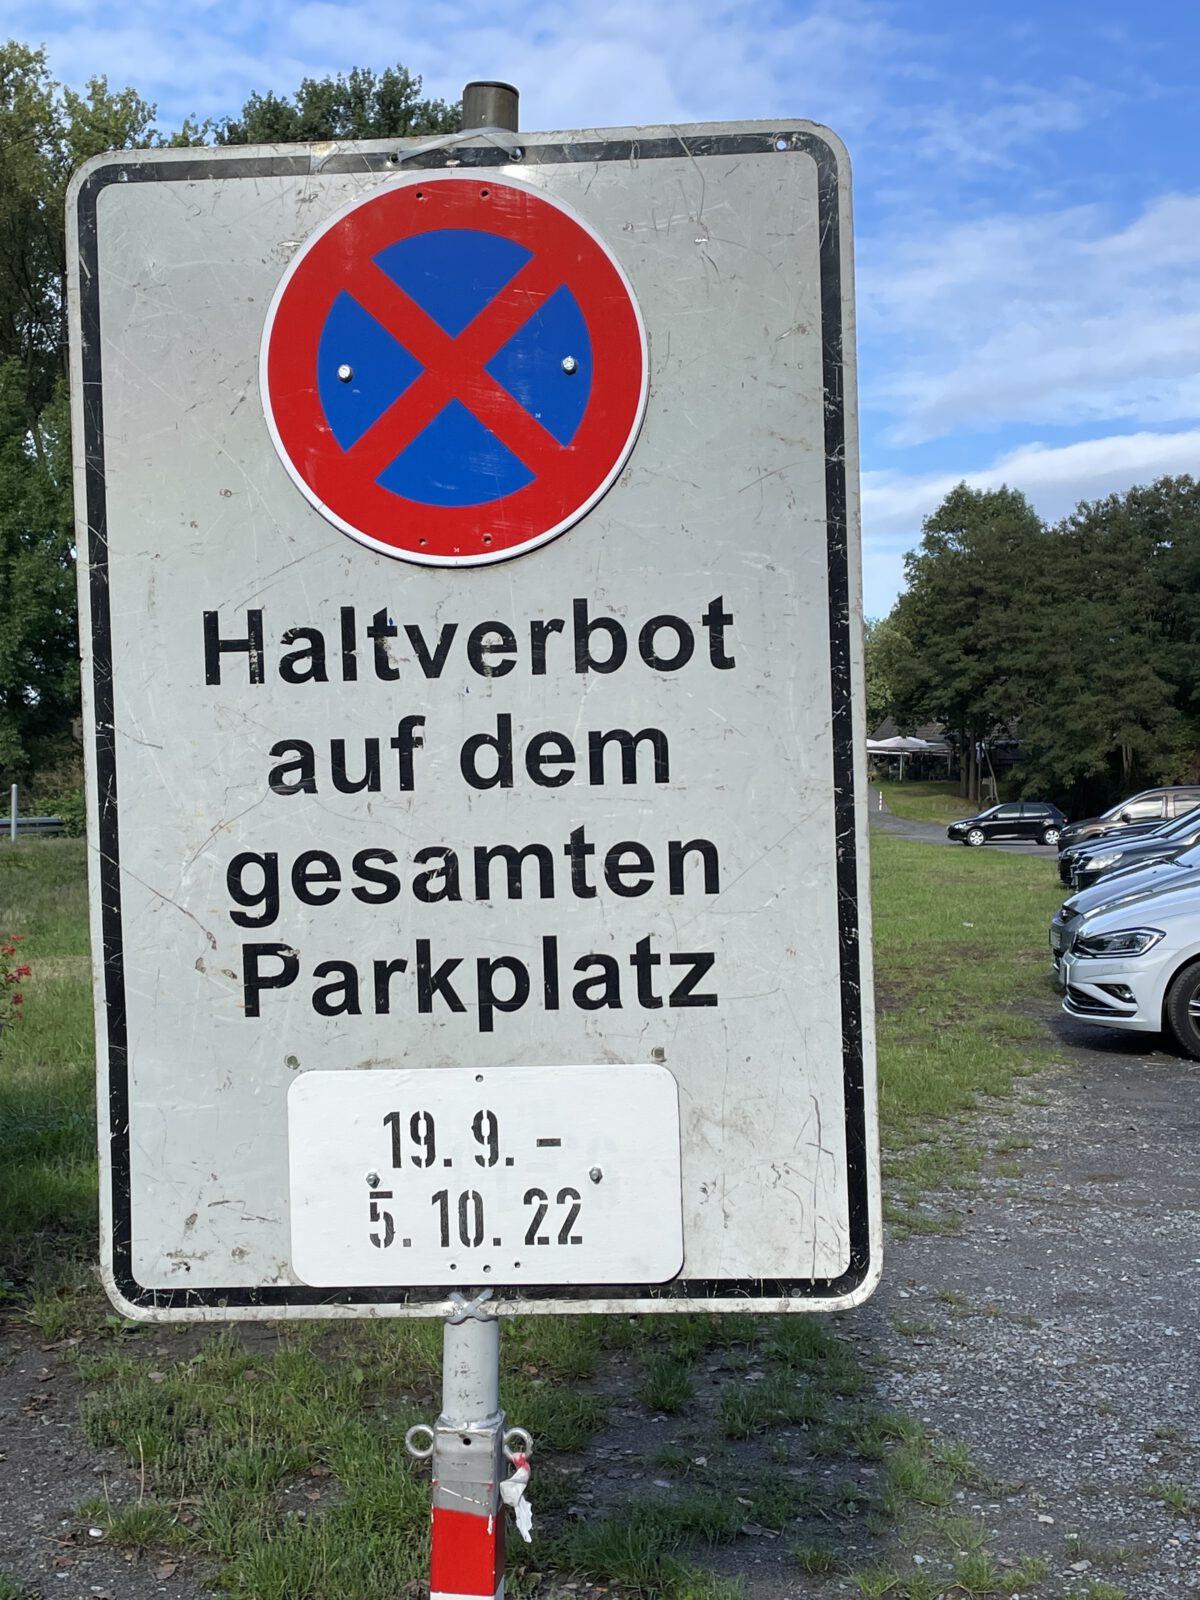 Haltverbot
auf dem
gesamten
Parkplatz
19. 9. –
5. 10. 22